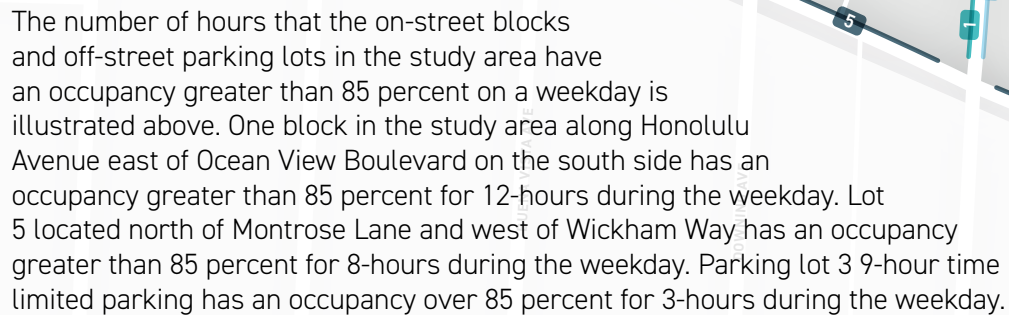 The number of hours that the on-street blocks
and off-street parking lots in the study area have
an occupancy greater than 85 percent on a weekday is
illustrated above. One block in the study area along Honolulu
Avenue east of Ocean View Boulevard on the south side has an
occupancy greater than 85 percent for 12-hours during the weekday. Lot
5 located north of Montrose Lane and west of Wickham Way has an occupancy
greater than 85 percent for 8-hours during the weekday. Parking lot 3 9-hour time
limited parking has an occupancy over 85 percent for 3-hours during the weekday.
5
1